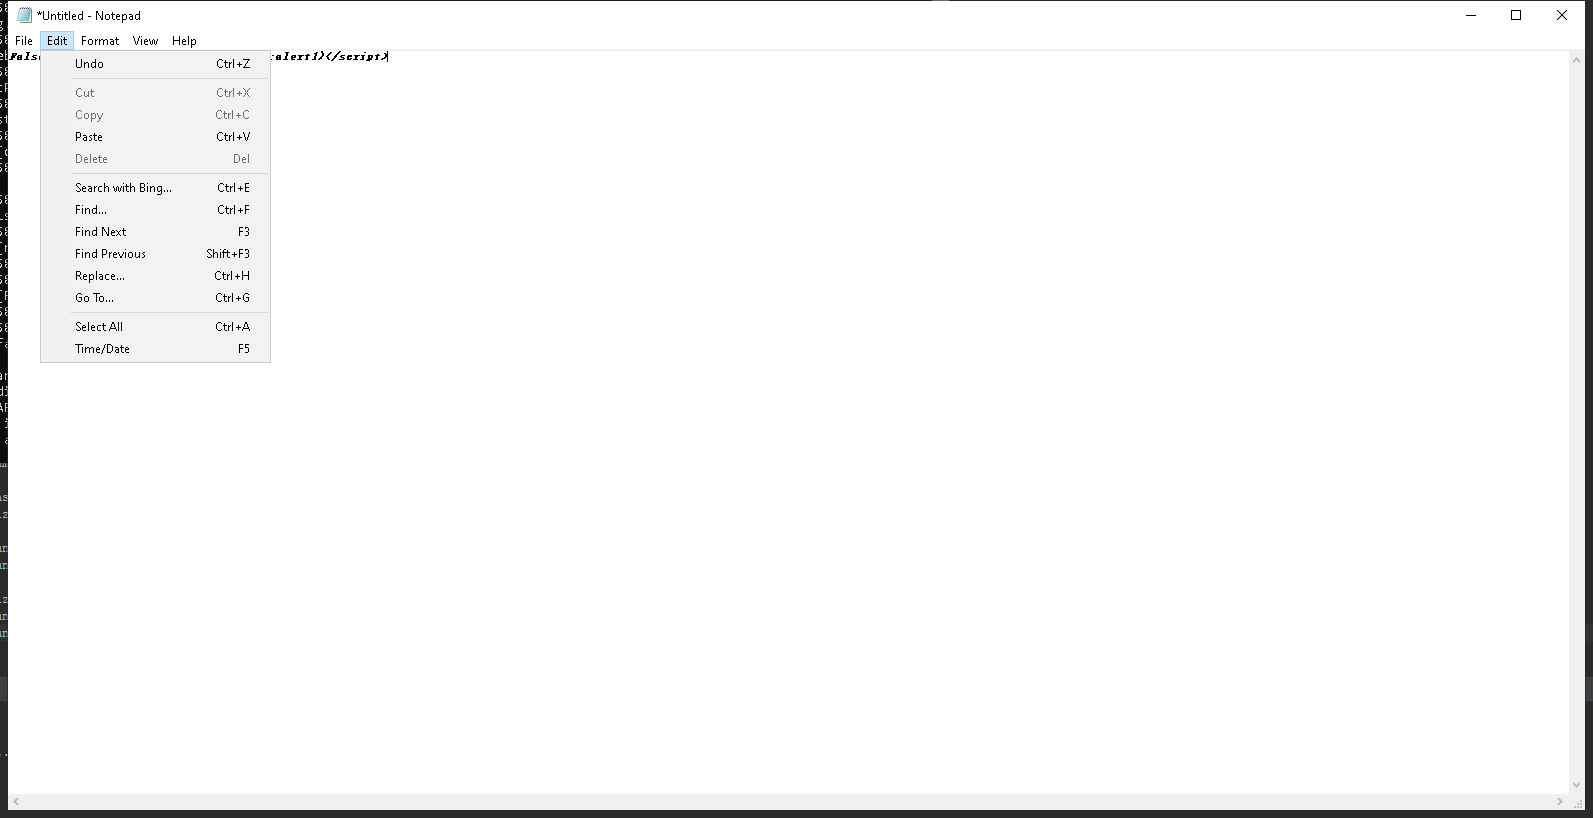 *Untitled - Notepad
File Edit Format View Help
alert1)</script>
Undo Ctrl+Z
Cut Ctrl+X
Copy Ctrl+C
Paste Ctrl+V
Delete Del
Search with Bing... Ctrl+E
Find... Ctrl+F
Find Next F3
Find Previous Shift+F3
Replace... Ctrl+H
Go To... Ctrl+G
Select All Ctrl+A
Time/Date F5